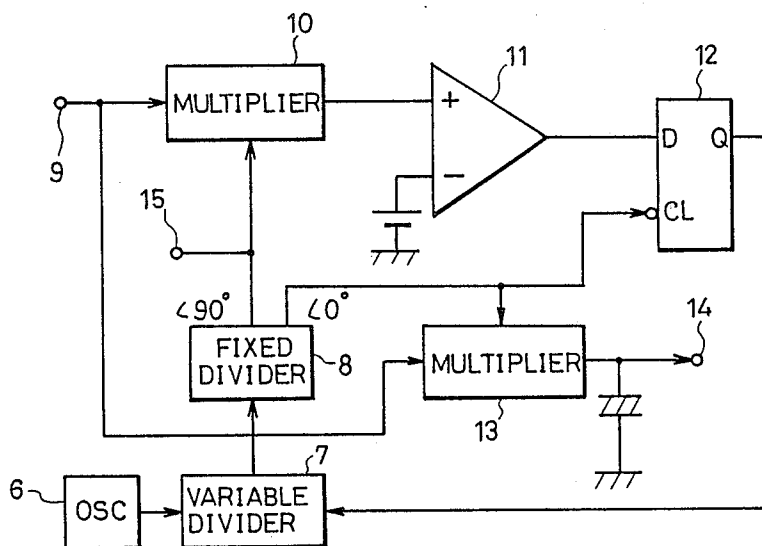 10
11
12
MULTIPLIER
+
−
D Q
CL
9
15
∠90°
∠0°
14
FIXED
DIVIDER
8
MULTIPLIER
13
7
6
OSC
VARIABLE
DIVIDER